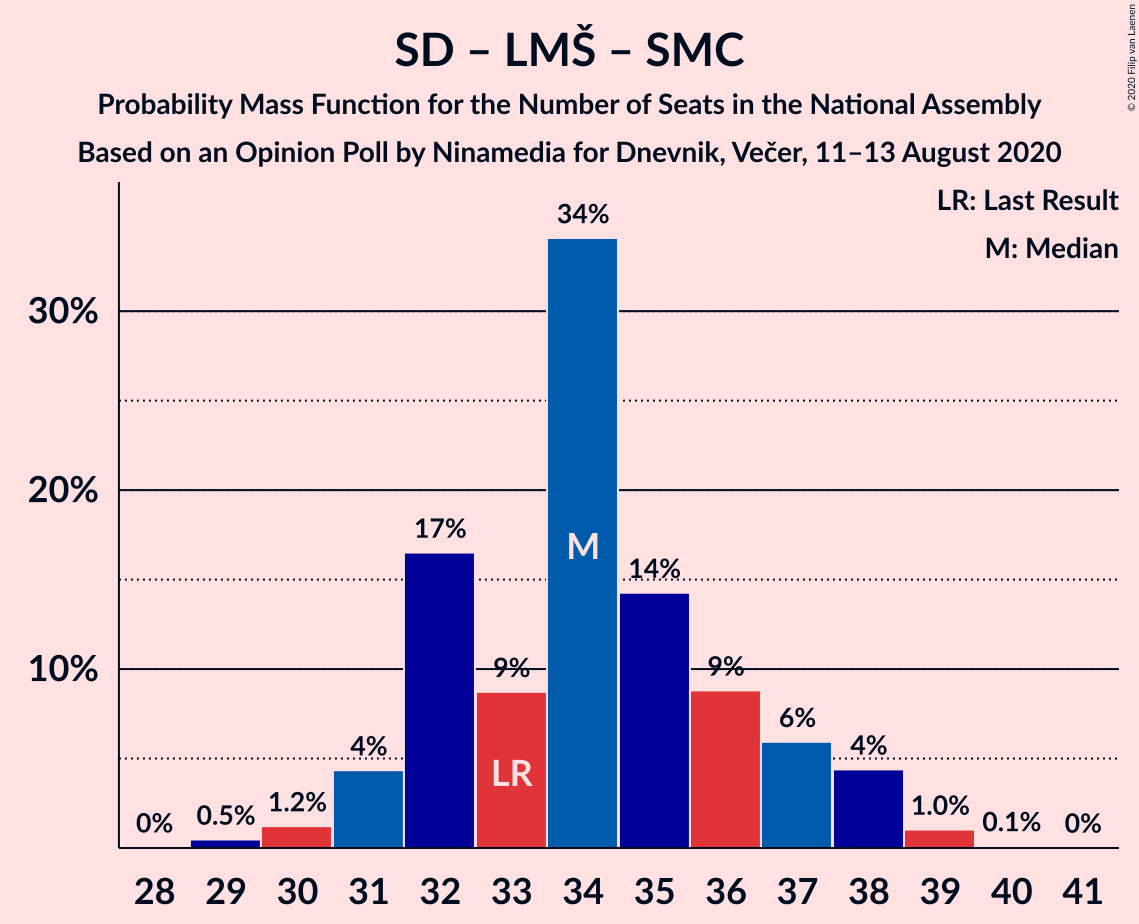 SD – LMŠ – SMC
Probability Mass Function for the Number of Seats in the National Assembly
Based on an Opinion Poll by Ninamedia for Dnevnik, Večer, 11–13 August 2020
© 2020 Filip van Laenen
LR: Last Result
M: Median
30%
20%
10%
0%
0.5%
1.2%
4%
17%
9%
34%
14%
9%
6%
4%
1.0%
0.1%
0%
LR
M
28 29 30 31 32 33 34 35 36 37 38 39 40 41